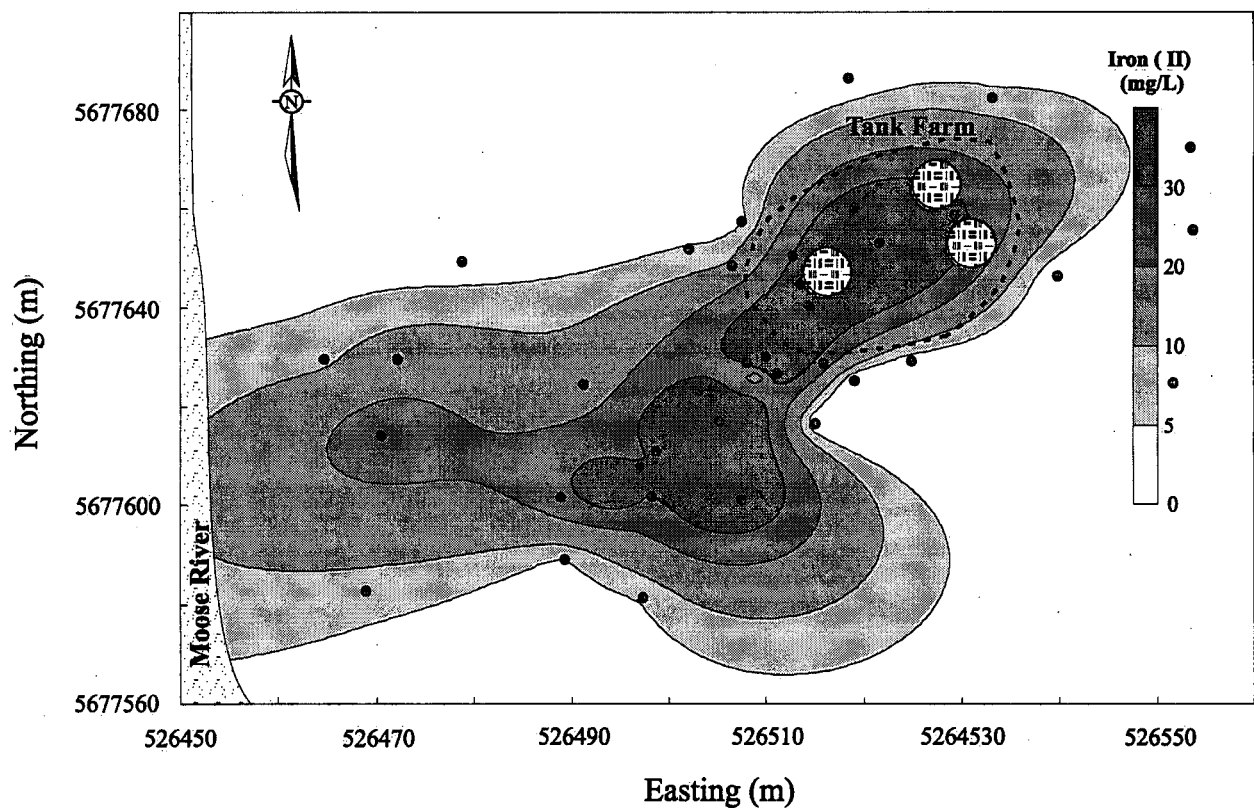 Iron ( II)
(mg/L)
N
5677680
Tank Farm
30
20
5677640
10
5
5677600
0
Northing (m)
Moose River
5677560
526450
526470
526490
526510
526530
526550
Easting (m)